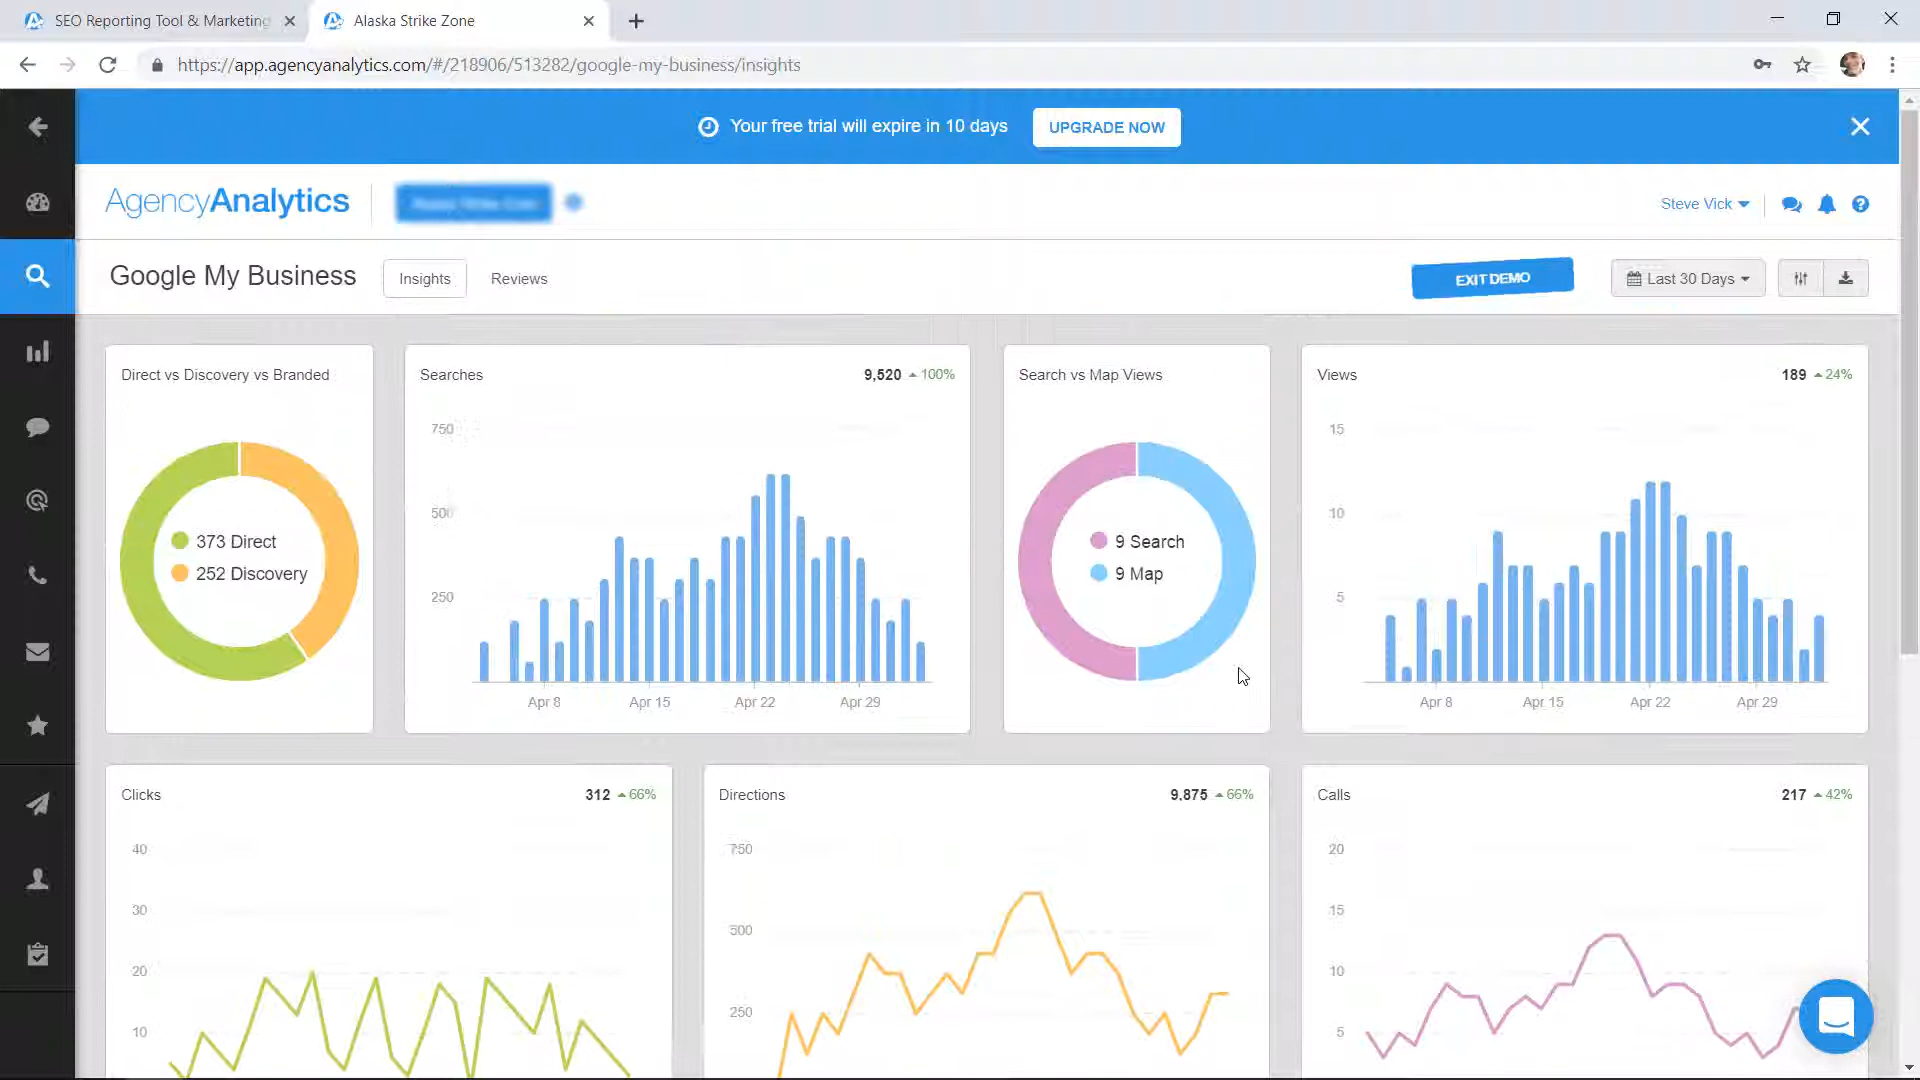 SEO Reporting Tool & Marketing
Alaska Strike Zone
https://app.agencyanalytics.com/#/218906/513282/google-my-business/insights
Your free trial will expire in 10 days
UPGRADE NOW
AgencyAnalytics
Steve Vick
Google My Business
Insights
Reviews
EXIT DEMO
Last 30 Days
Direct vs Discovery vs Branded
373 Direct
252 Discovery
Searches
9,520
100%
750
500
250
Apr 8
Apr 15
Apr 22
Apr 29
Search vs Map Views
9 Search
9 Map
Views
189
24%
15
10
5
Apr 8
Apr 15
Apr 22
Apr 29
Clicks
312
66%
40
30
20
10
Directions
9,875
66%
750
500
250
Calls
217
42%
20
15
10
5